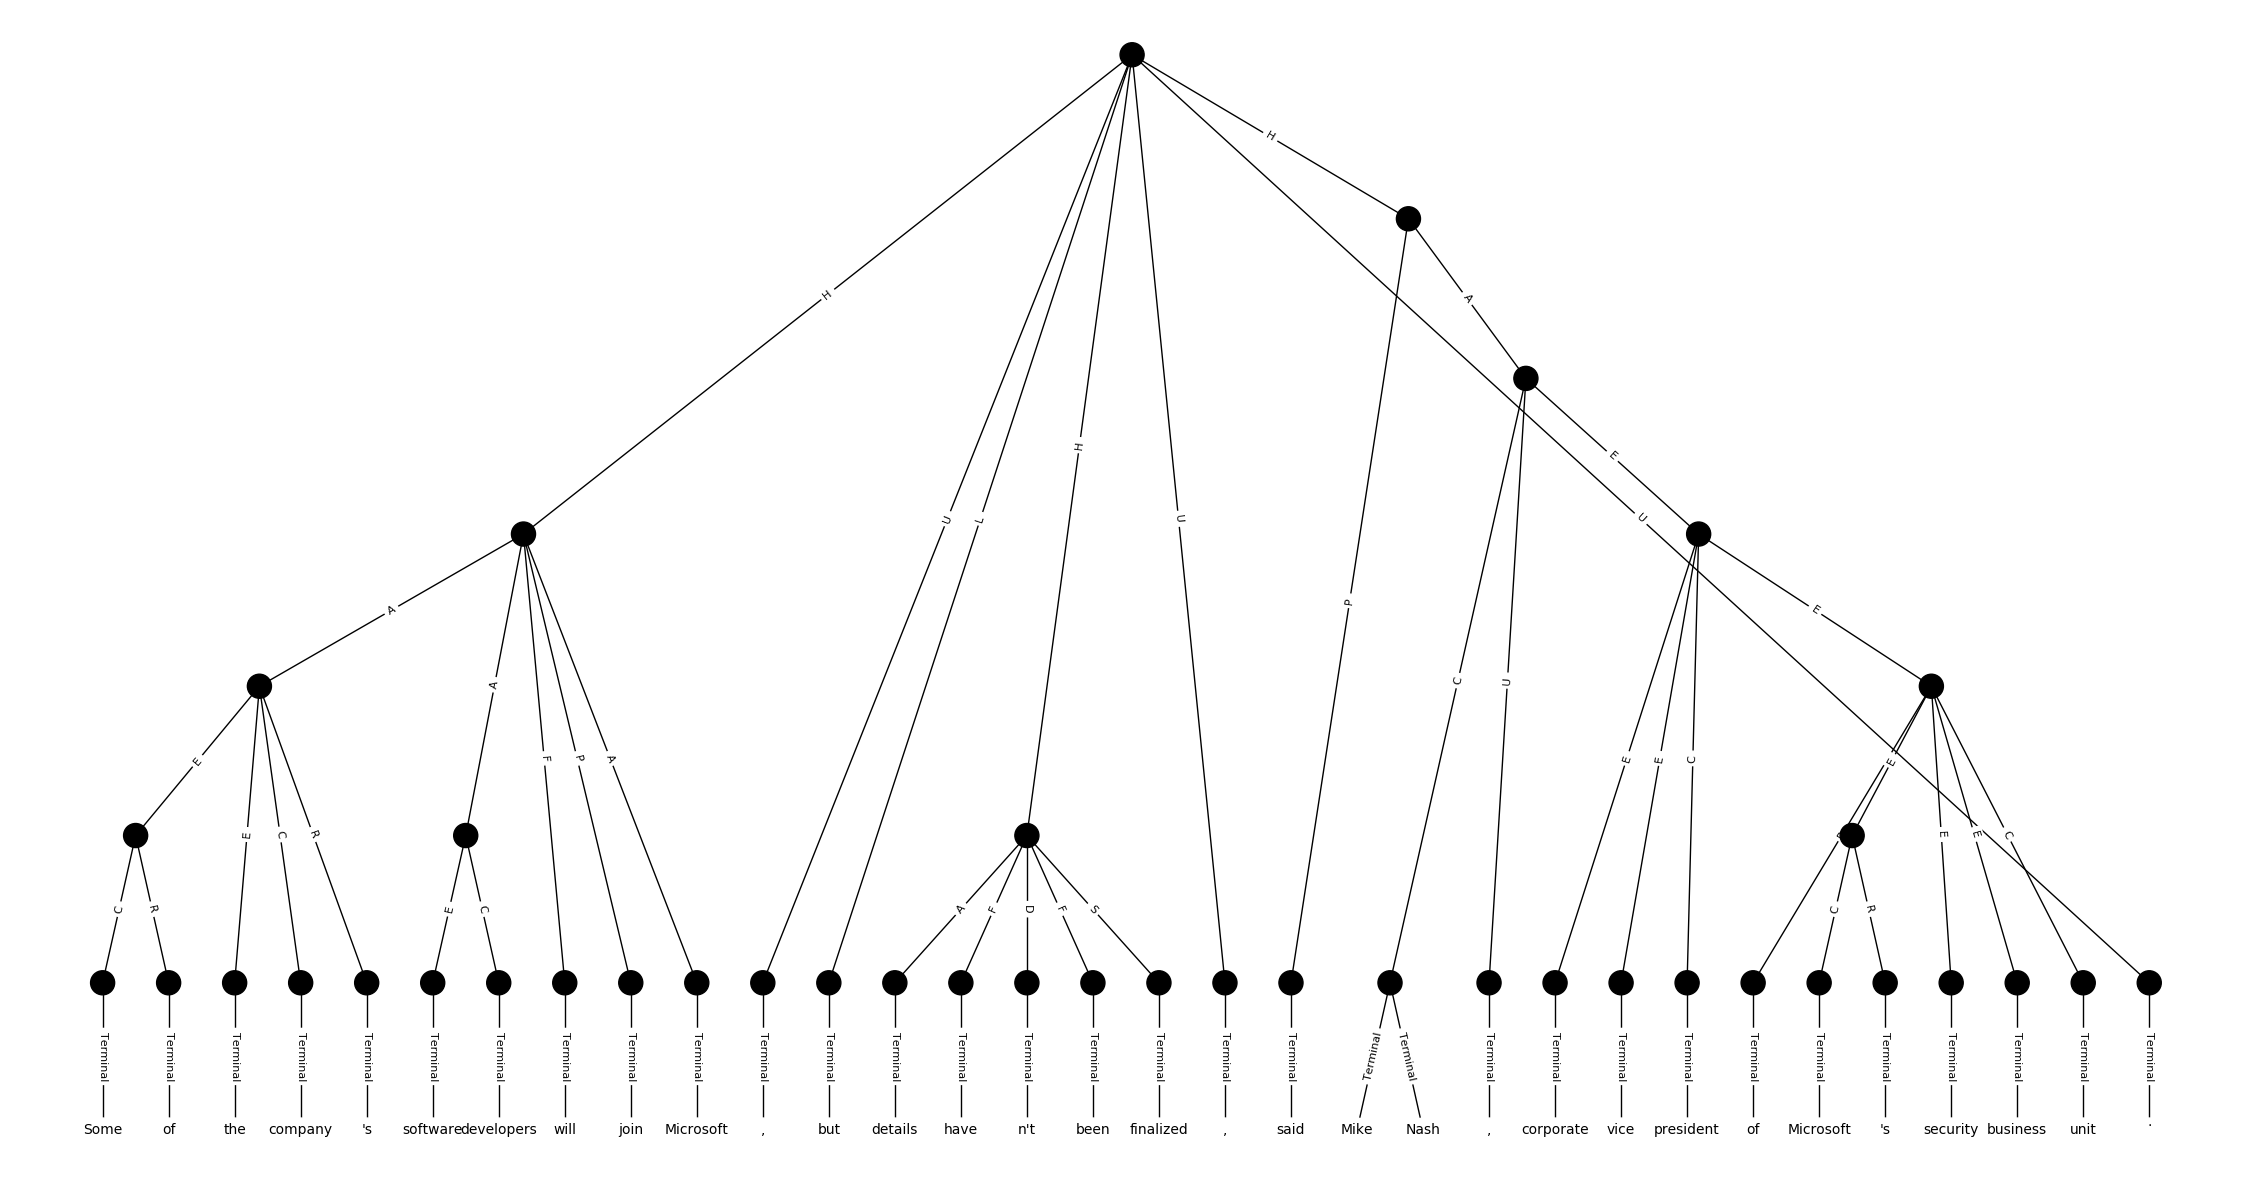 H
H
A
H
E
U L U U
P
A E
C U
A F P A
E E E C E
E C R R E E C
C R E C A F D F S C R
Terminal Terminal Terminal Terminal Terminal Terminal Terminal Terminal Terminal Terminal Terminal Terminal Terminal Terminal Terminal Terminal Terminal Terminal Terminal Terminal Terminal Terminal Terminal Terminal Terminal Terminal Terminal Terminal Terminal Terminal Terminal Terminal
Some of the company 's software developers will join Microsoft , but details have n't been finalized , said Mike Nash , corporate vice president of Microsoft 's security business unit .